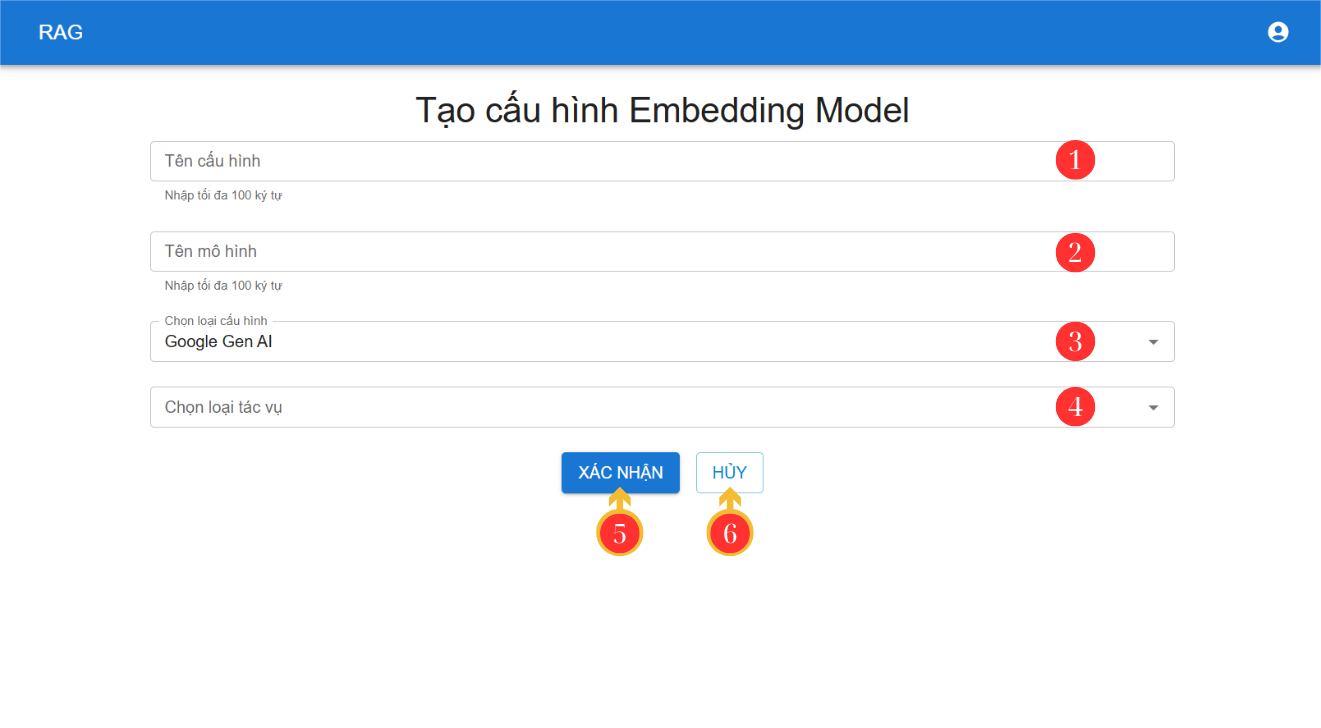 RAG
Tạo cấu hình Embedding Model
Tên cấu hình
1
Nhập tối đa 100 ký tự
Tên mô hình
2
Nhập tối đa 100 ký tự
Chọn loại cấu hình
Google Gen AI
3
Chọn loại tác vụ
4
XÁC NHẬN
HỦY
5
6